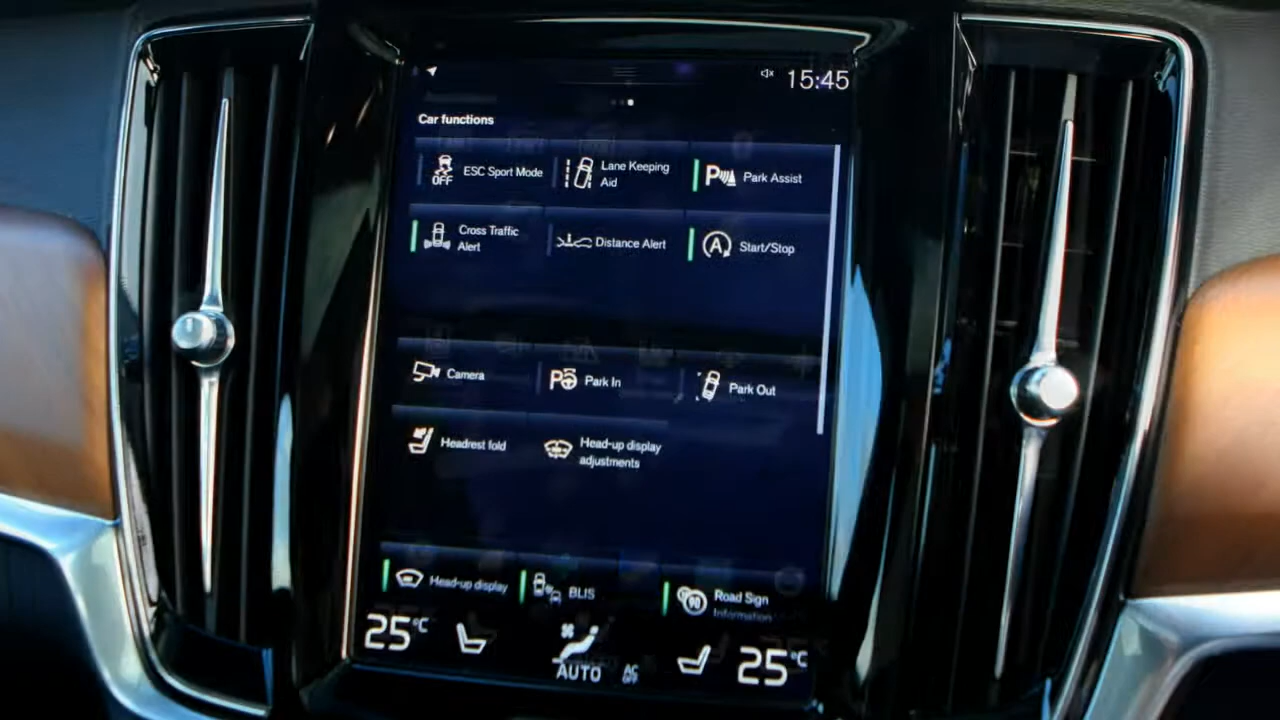 15:45
Car functions
OFF ESC Sport Mode
Lane Keeping
Aid
P Park Assist
Cross Traffic
Alert
Distance Alert
A Start/Stop
Camera
P Park In
Park Out
Headrest fold
Head-up display
adjustments
Head-up display
BLIS
90 Road Sign
Information
25°C
AUTO
AC
OFF
25°C